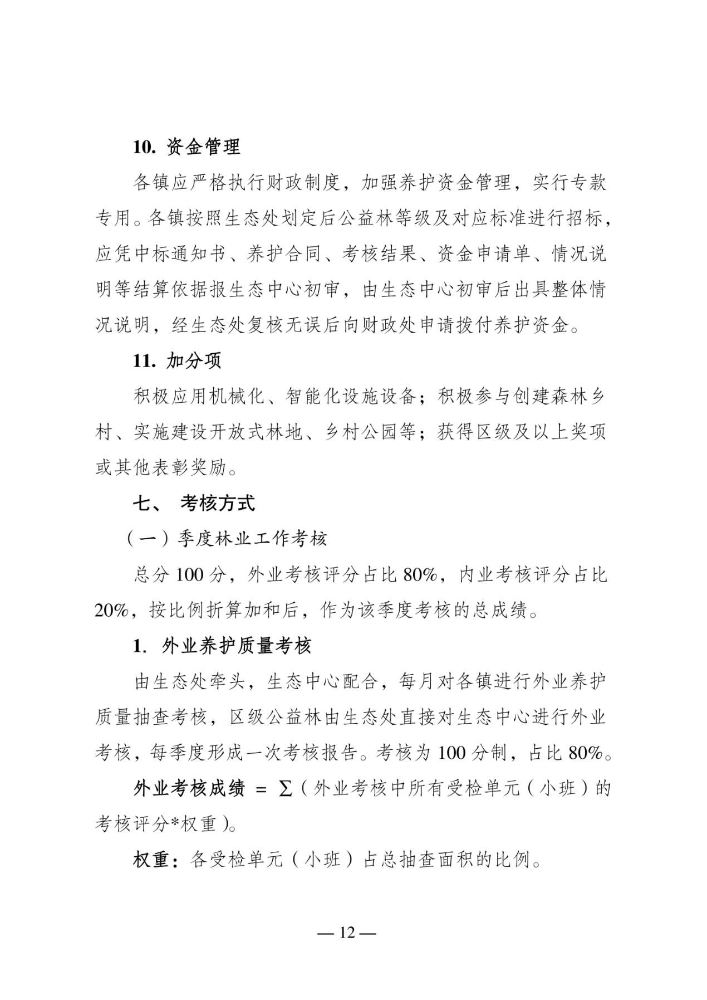 10. 资金管理
各镇应严格执行财政制度，加强养护资金管理，实行专款
专用。各镇按照生态处划定后公益林等级及对应标准进行招标，
应凭中标通知书、养护合同、考核结果、资金申请单、情况说
明等结算依据报生态中心初审，由生态中心初审后出具整体情
况说明，经生态处复核无误后向财政处申请拨付养护资金。
11. 加分项
积极应用机械化、智能化设施设备；积极参与创建森林乡
村、实施建设开放式林地、乡村公园等；获得区级及以上奖项
或其他表彰奖励。
七、 考核方式
（一）季度林业工作考核
总分 100 分，外业考核评分占比 80%，内业考核评分占比
20%，按比例折算加和后，作为该季度考核的总成绩。
1. 外业养护质量考核
由生态处牵头，生态中心配合，每月对各镇进行外业养护
质量抽查考核，区级公益林由生态处直接对生态中心进行外业
考核，每季度形成一次考核报告。考核为 100 分制，占比 80%。
外业考核成绩 = ∑（外业考核中所有受检单元（小班）的
考核评分*权重）。
权重：各受检单元（小班）占总抽查面积的比例。
— 12 —